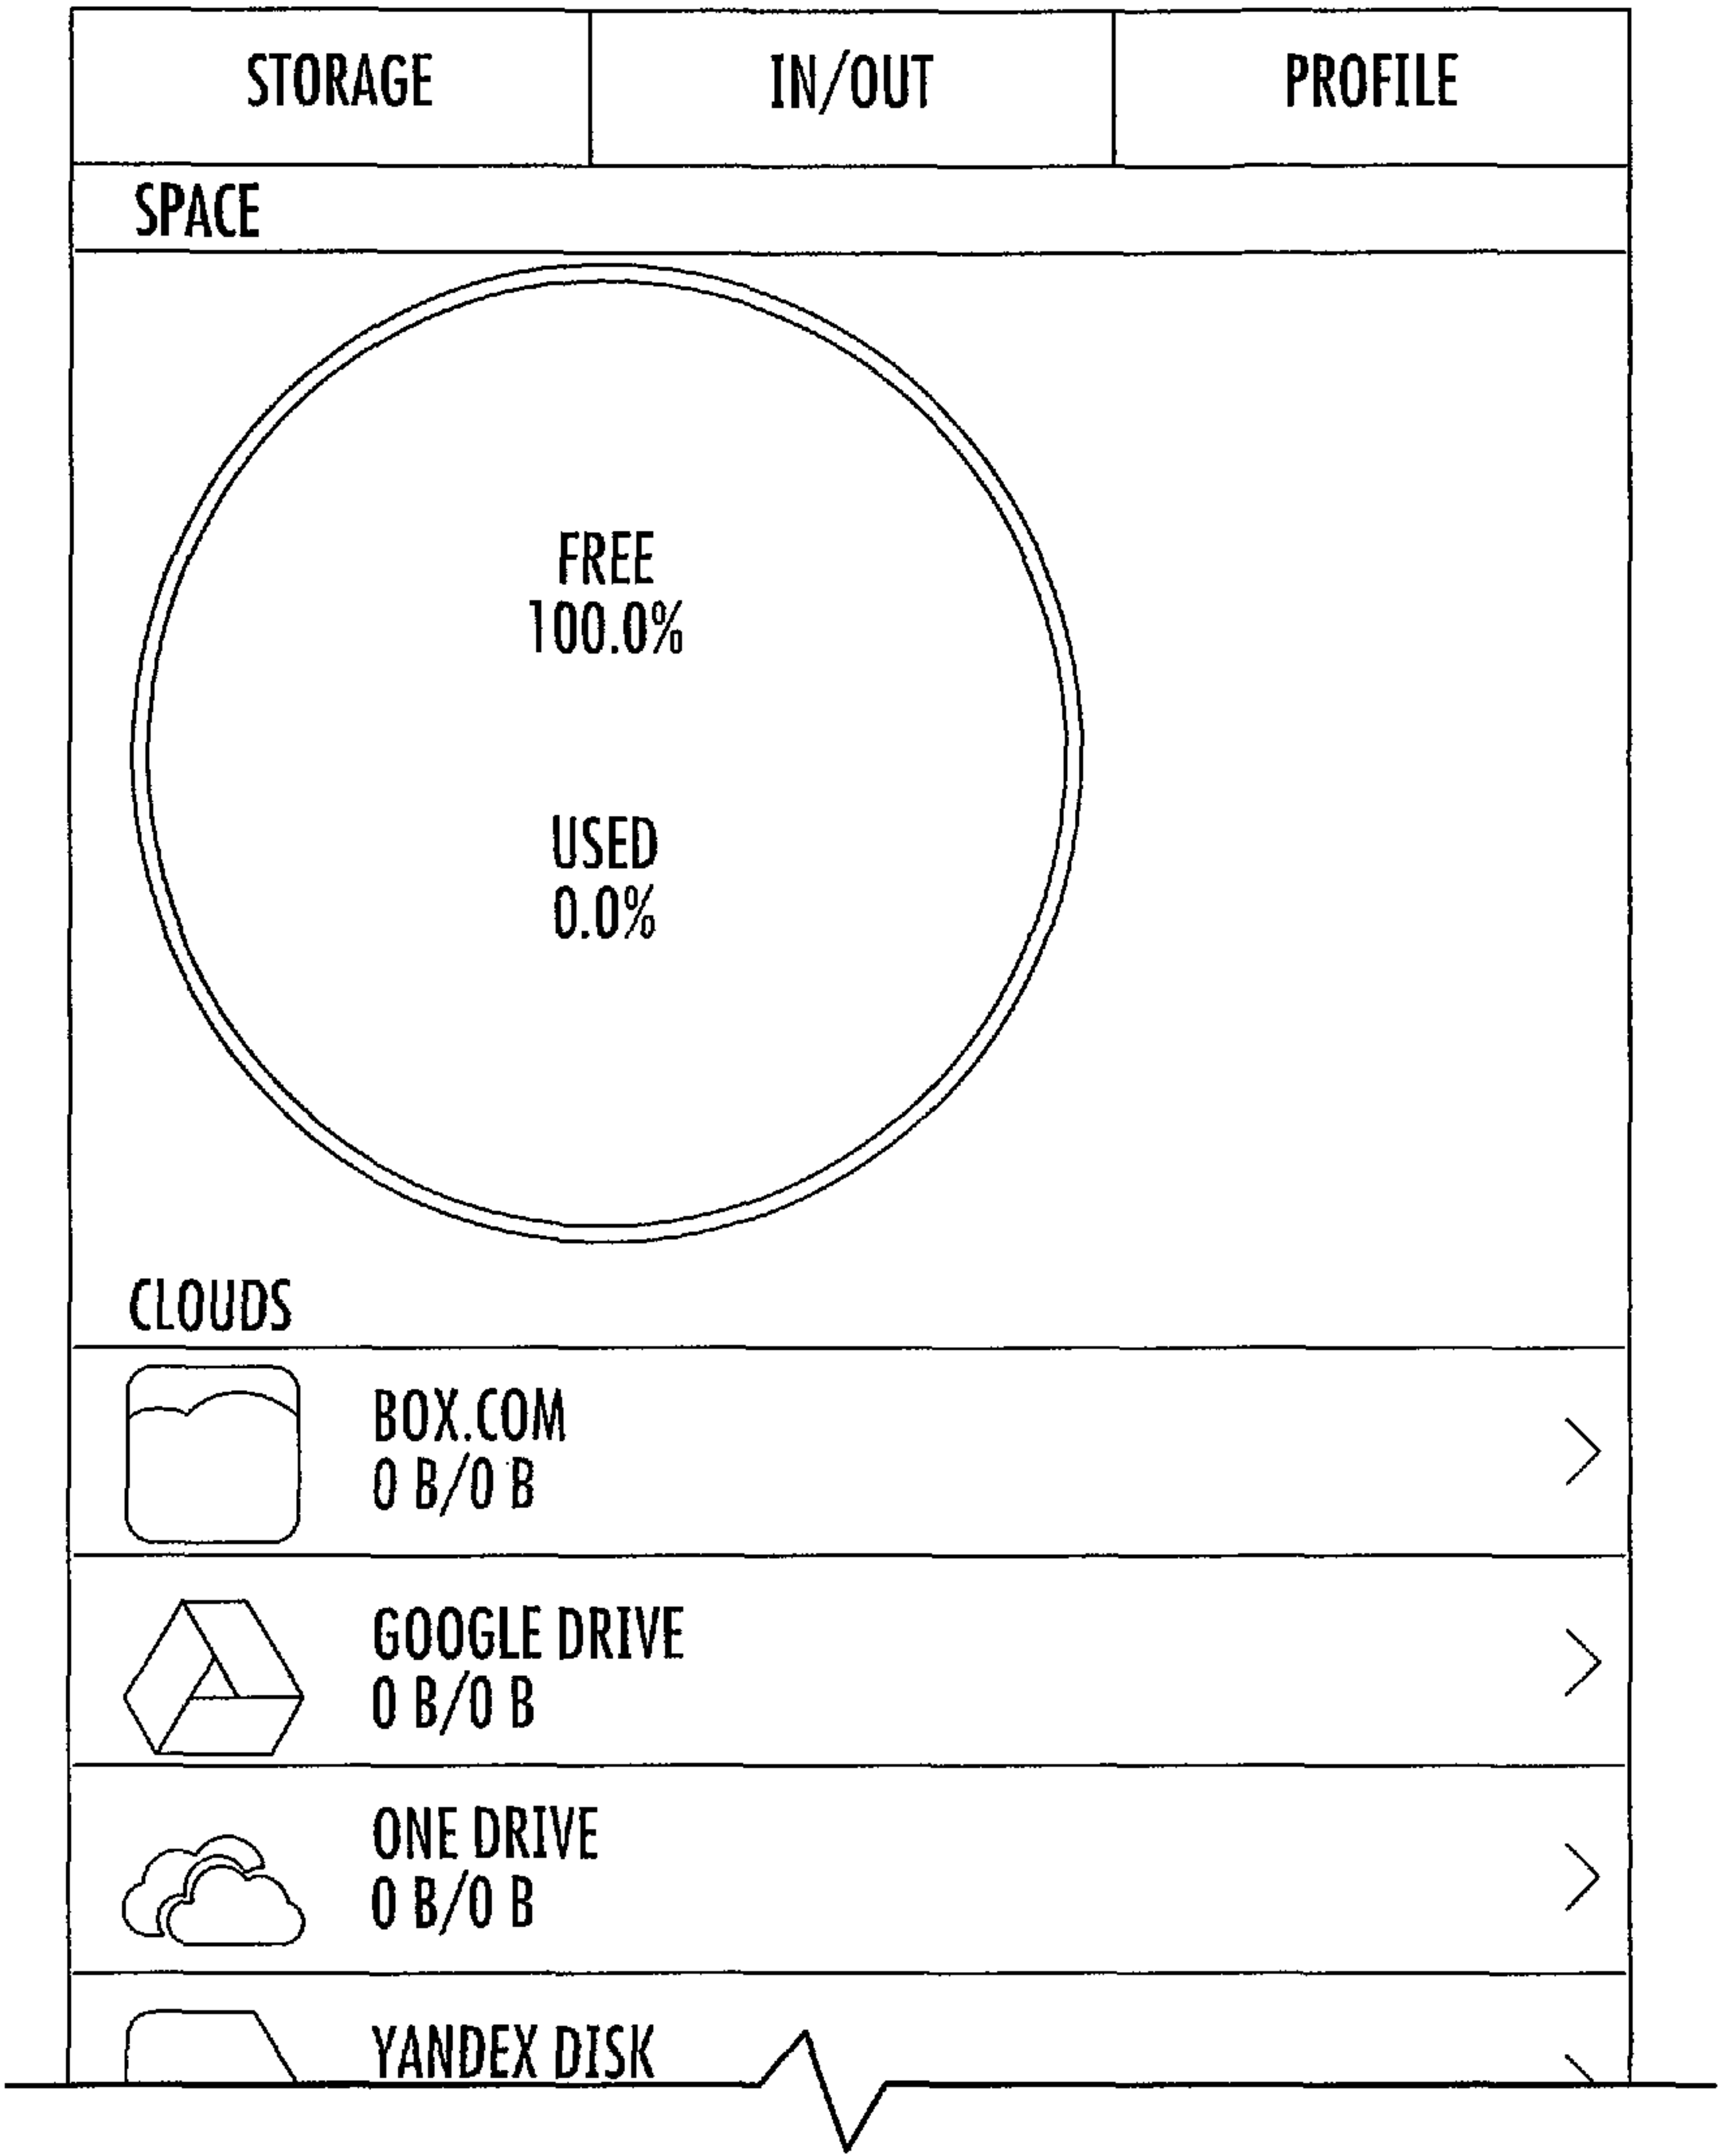 STORAGE
IN/OUT
PROFILE
SPACE
FREE
100.0%
USED
0.0%
CLOUDS
BOX.COM
0 B/0 B
GOOGLE DRIVE
0 B/0 B
ONE DRIVE
0 B/0 B
YANDEX DISK